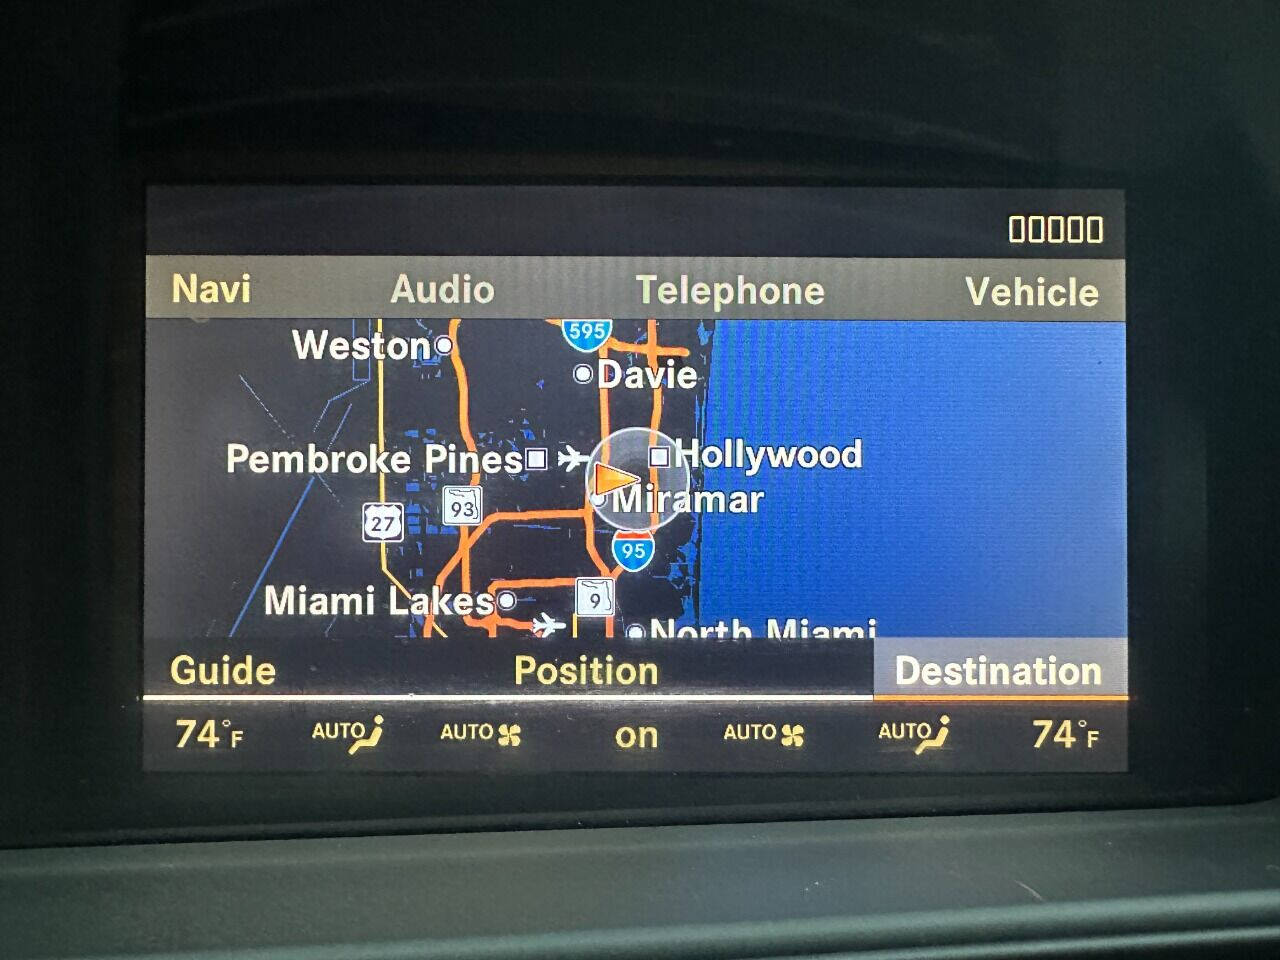 Navi Audio Telephone Vehicle
595
Weston
Davie
Pembroke Pines
Hollywood
Miramar
93
27
95
Miami Lakes
9
North Miami
Guide Position Destination
74°F AUTO AUTO on AUTO AUTO 74°F